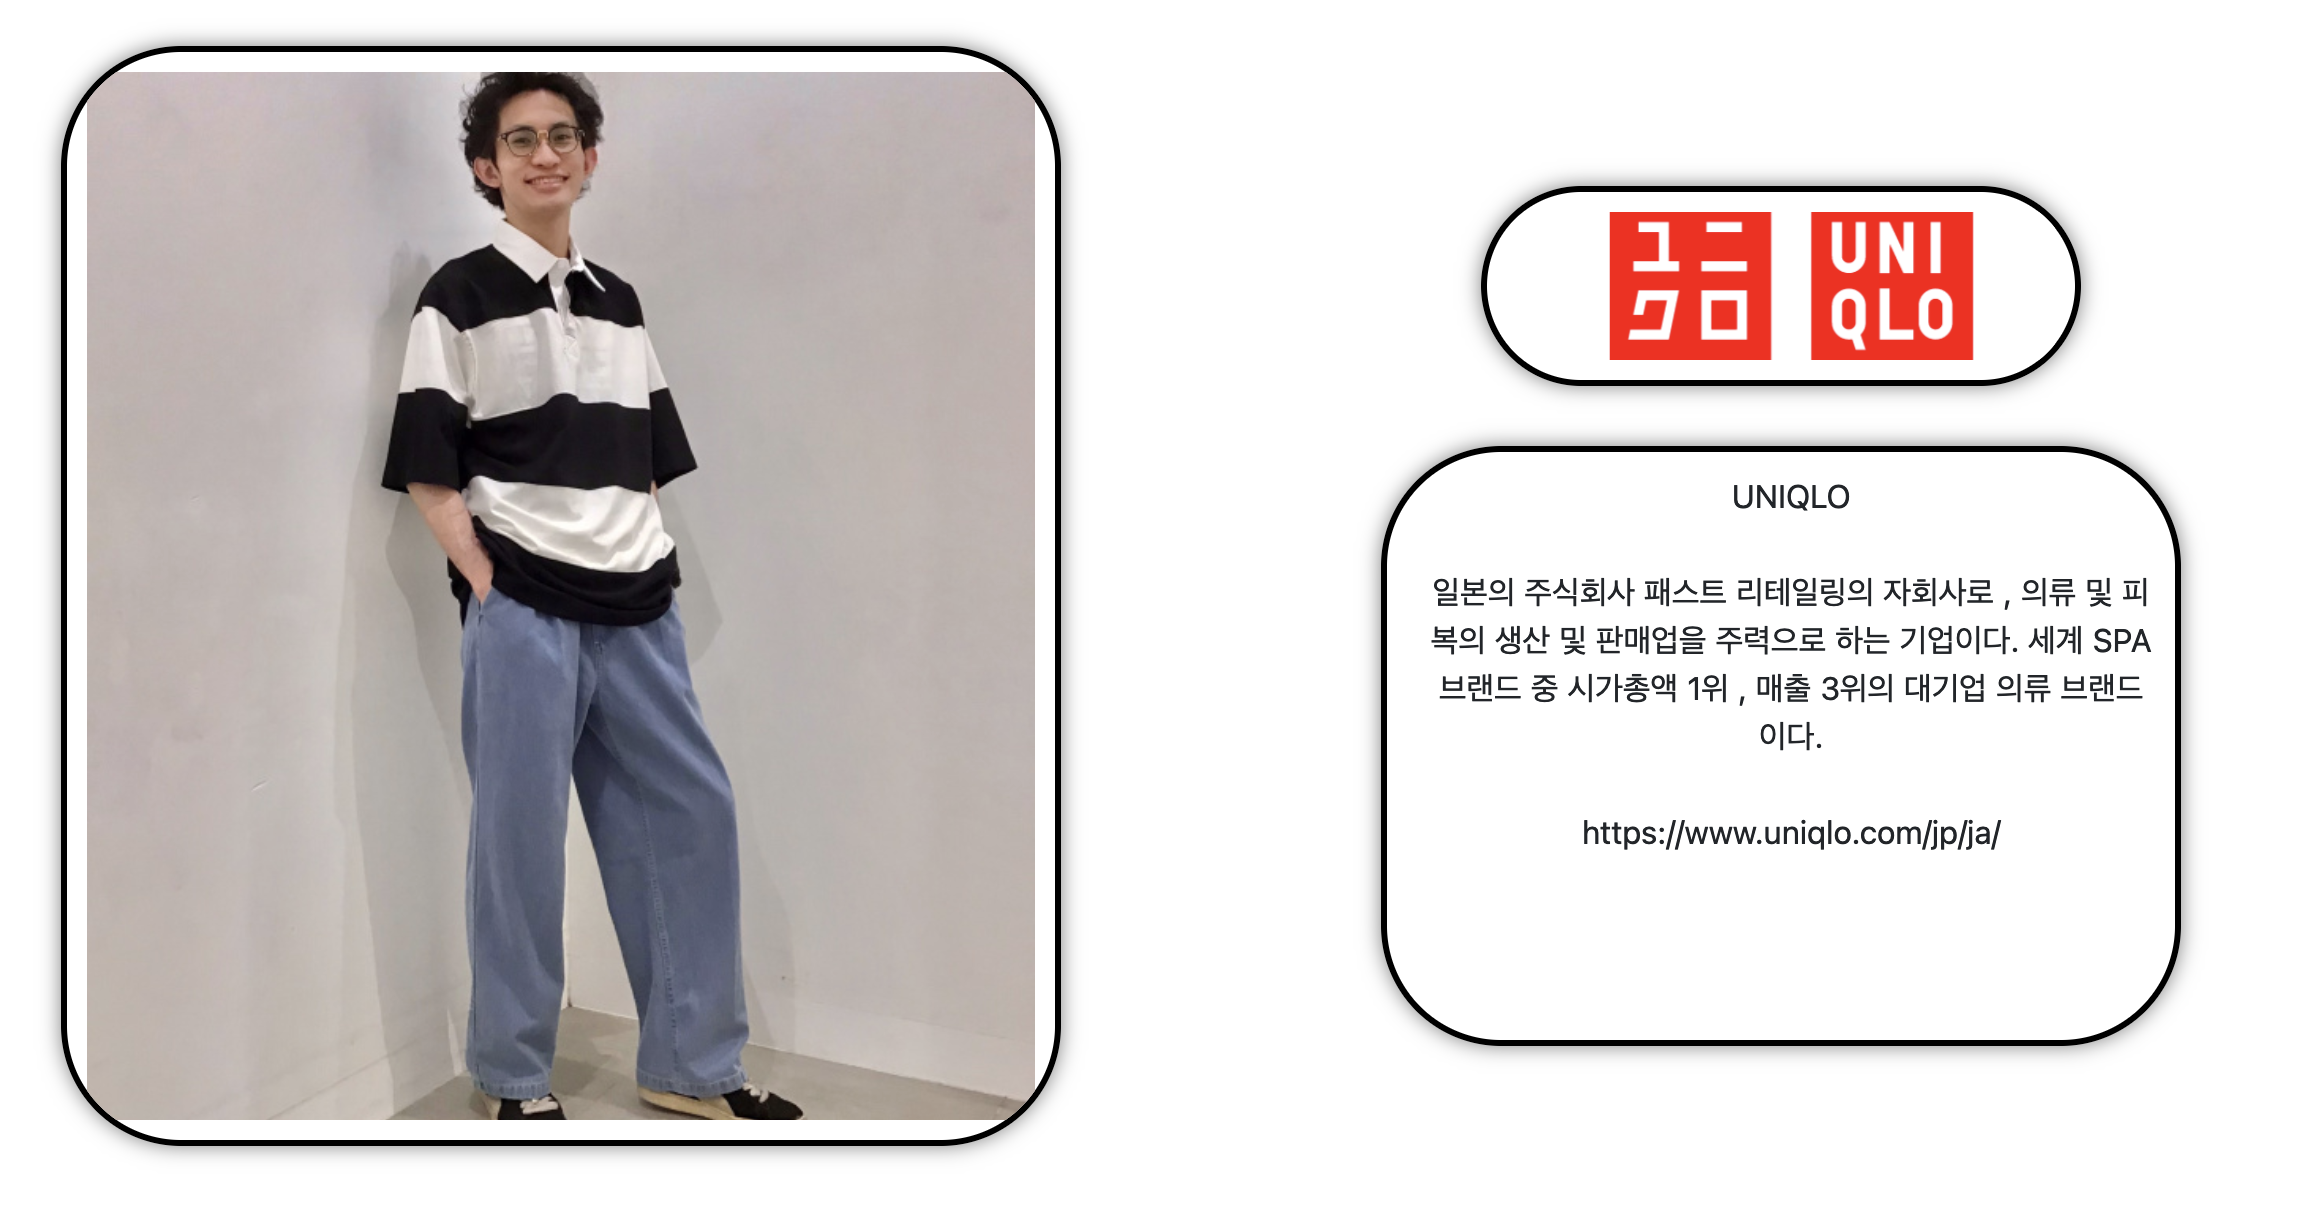 ユニ
クロ
UNI
QLO
UNIQLO
일본의 주식회사 패스트 리테일링의 자회사로 , 의류 및 피
복의 생산 및 판매업을 주력으로 하는 기업이다. 세계 SPA
브랜드 중 시가총액 1위 , 매출 3위의 대기업 의류 브랜드
이다.
https://www.uniqlo.com/jp/ja/